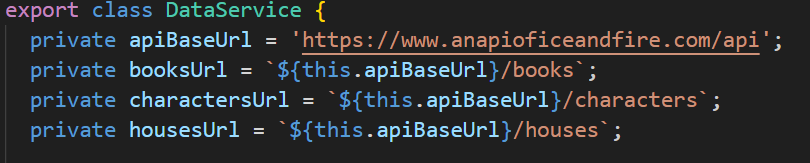 export class DataService {
private apiBaseUrl = 'https://www.anapioficeandfire.com/api';
private booksUrl = `${this.apiBaseUrl}/books`;
private charactersUrl = `${this.apiBaseUrl}/characters`;
private housesUrl = `${this.apiBaseUrl}/houses`;